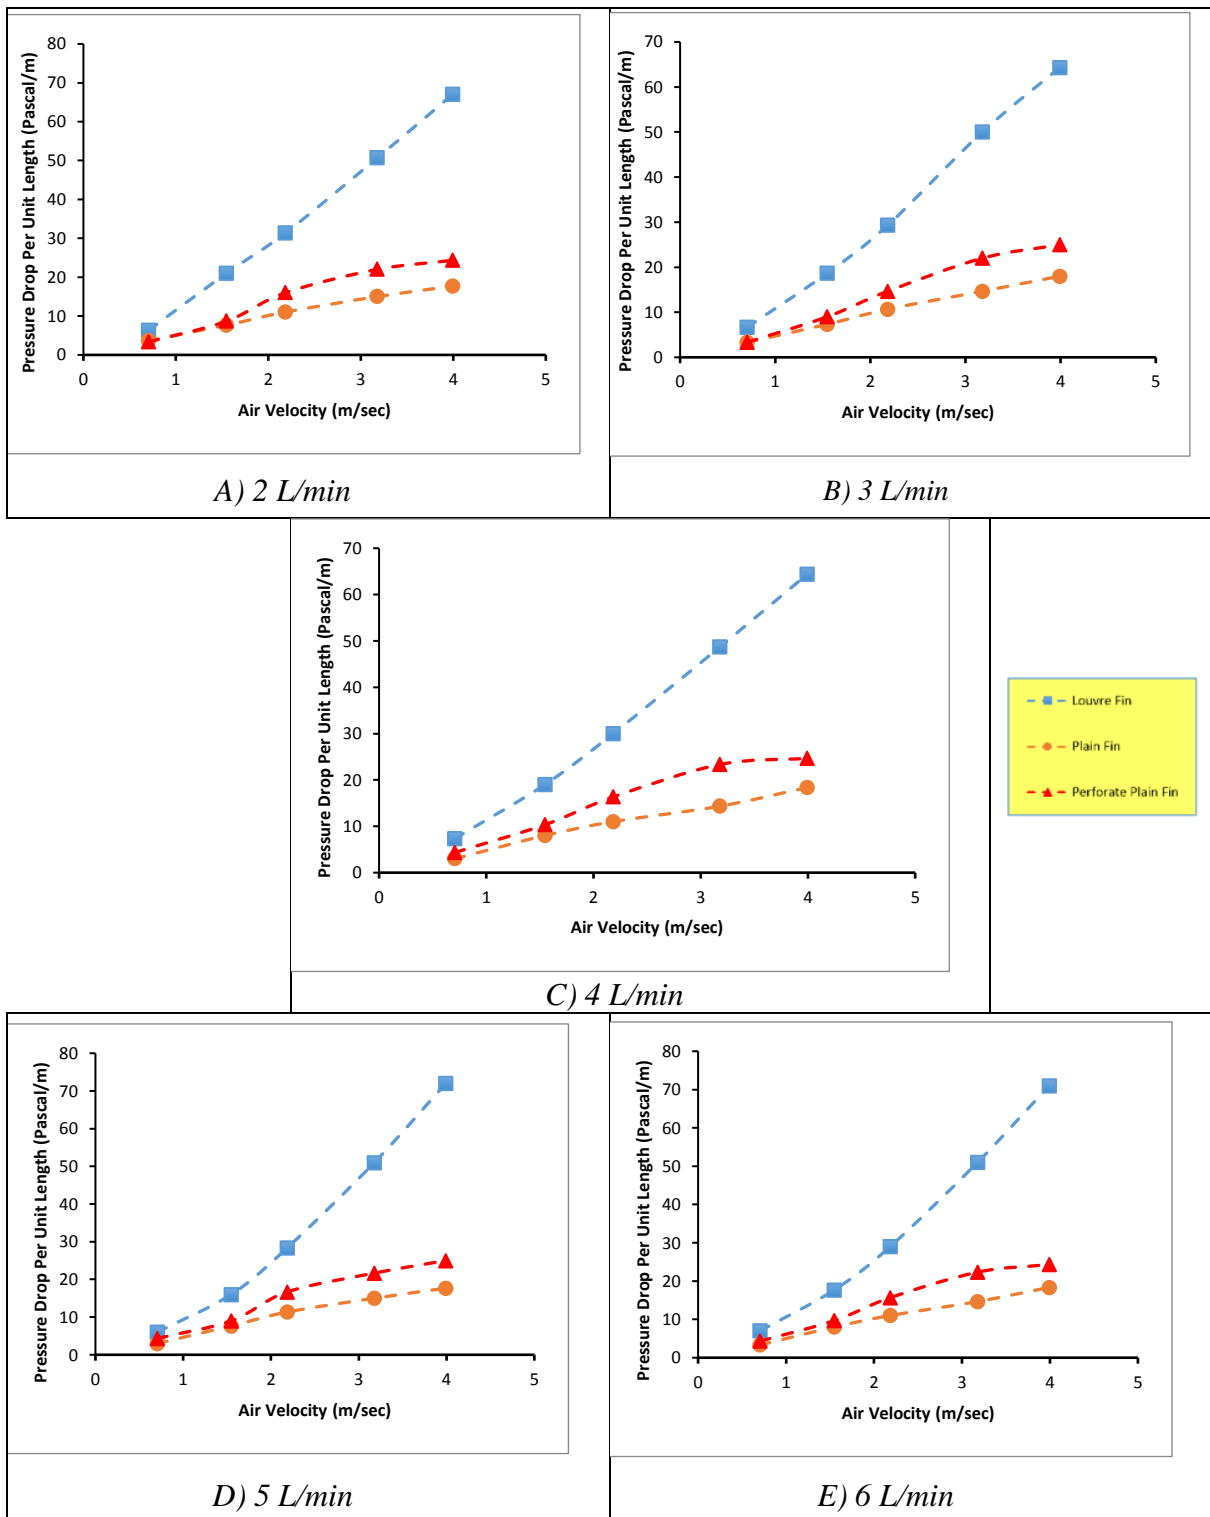 Pressure Drop Per Unit Length (Pascal/m)
80
70
60
50
40
30
20
10
0
0 1 2 3 4 5
Air Velocity (m/sec)
A) 2 L/min
Pressure Drop Per Unit Length (Pascal/m)
70
60
50
40
30
20
10
0
0 1 2 3 4 5
Air Velocity (m/sec)
B) 3 L/min
Pressure Drop Per Unit Length (Pascal/m)
70
60
50
40
30
20
10
0
0 1 2 3 4 5
Air Velocity (m/sec)
C) 4 L/min
Louvre Fin
Plain Fin
Perforate Plain Fin
Pressure Drop Per Unit Length (Pascal/m)
80
70
60
50
40
30
20
10
0
0 1 2 3 4 5
Air Velocity (m/sec)
D) 5 L/min
Pressure Drop Per Unit Length (Pascal/m)
80
70
60
50
40
30
20
10
0
0 1 2 3 4 5
Air Velocity (m/sec)
E) 6 L/min